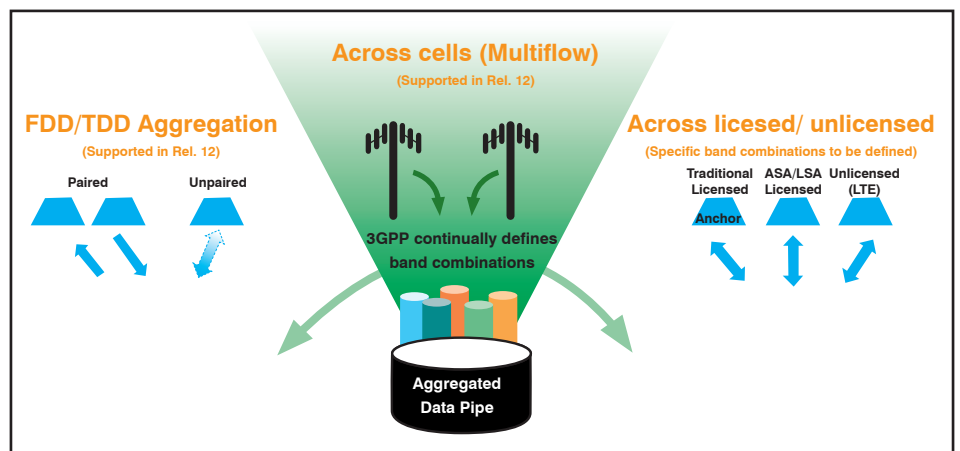 Across cells (Multiflow)
(Supported in Rel. 12)
FDD/TDD Aggregation
(Supported in Rel. 12)
Paired
Unpaired
Across licesed/ unlicensed
(Specific band combinations to be defined)
Traditional
Licensed
ASA/LSA
Licensed
Unlicensed
(LTE)
Anchor
3GPP continually defines
band combinations
Aggregated
Data Pipe